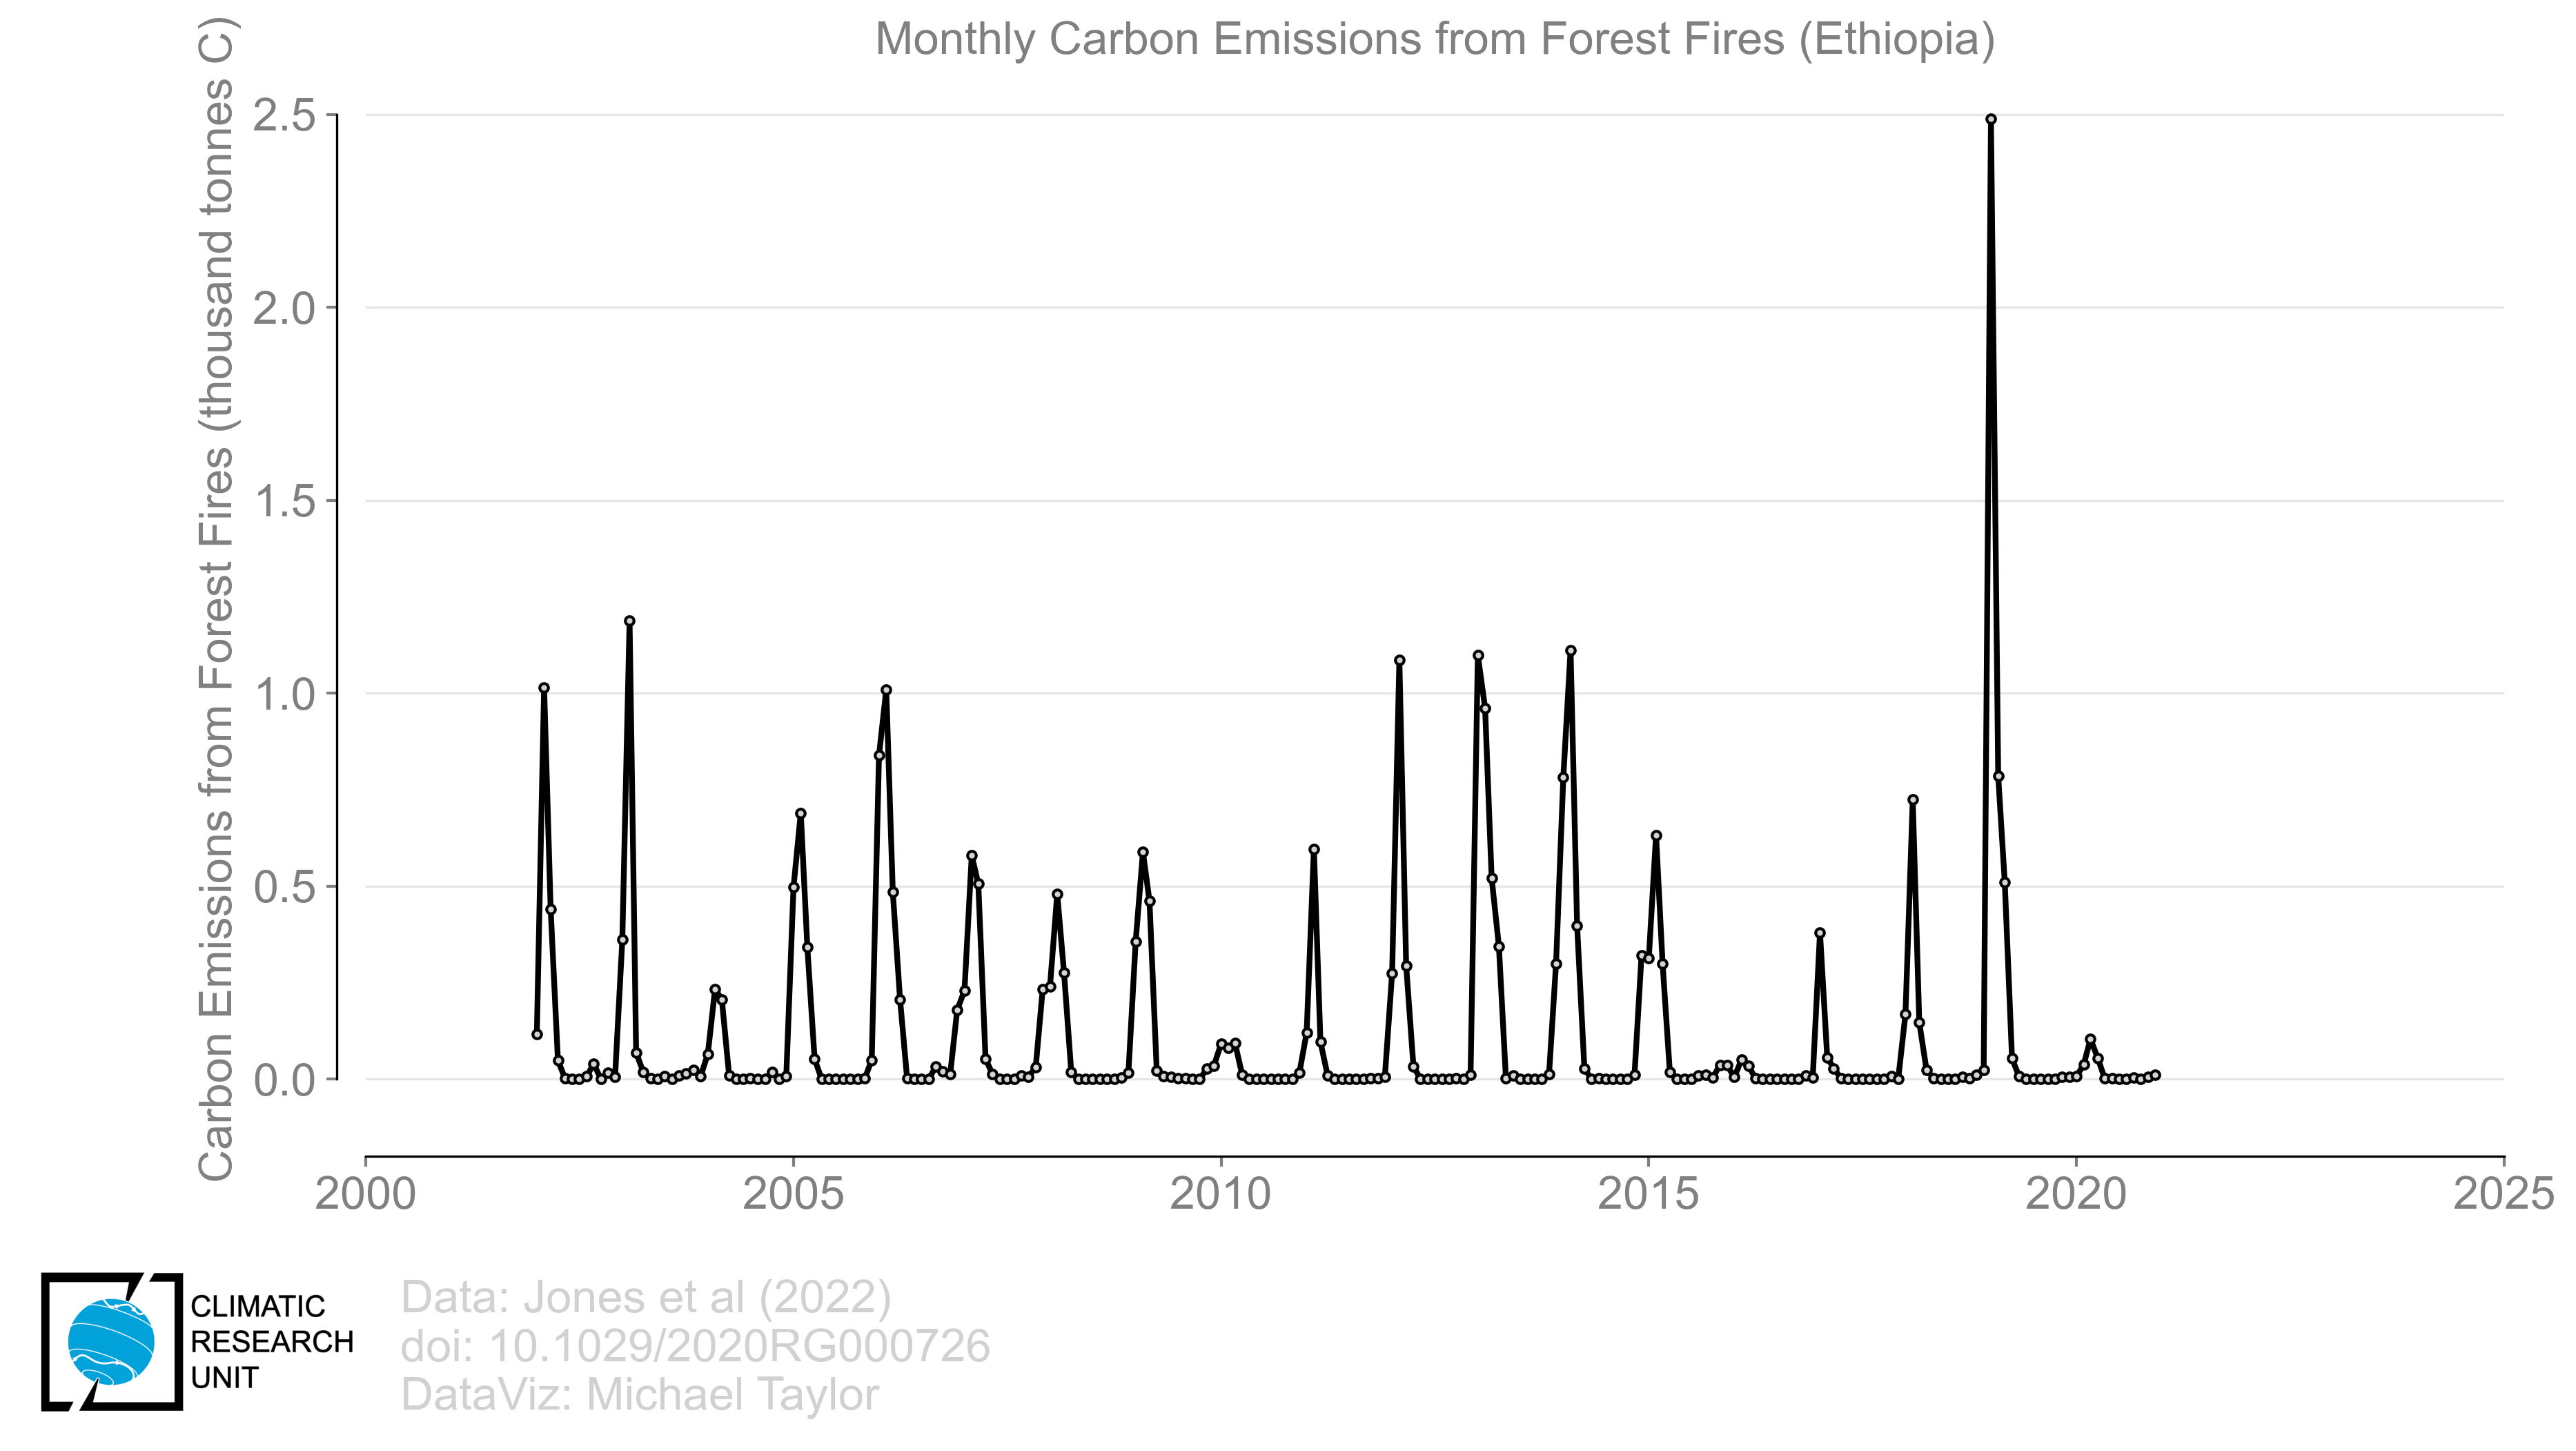 Monthly Carbon Emissions from Forest Fires (Ethiopia)
Carbon Emissions from Forest Fires (thousand tonnes C)
2.5
2.0
1.5
1.0
0.5
0.0
2000
2005
2010
2015
2020
2025
CLIMATIC
RESEARCH
UNIT
Data: Jones et al (2022)
doi: 10.1029/2020RG000726
DataViz: Michael Taylor